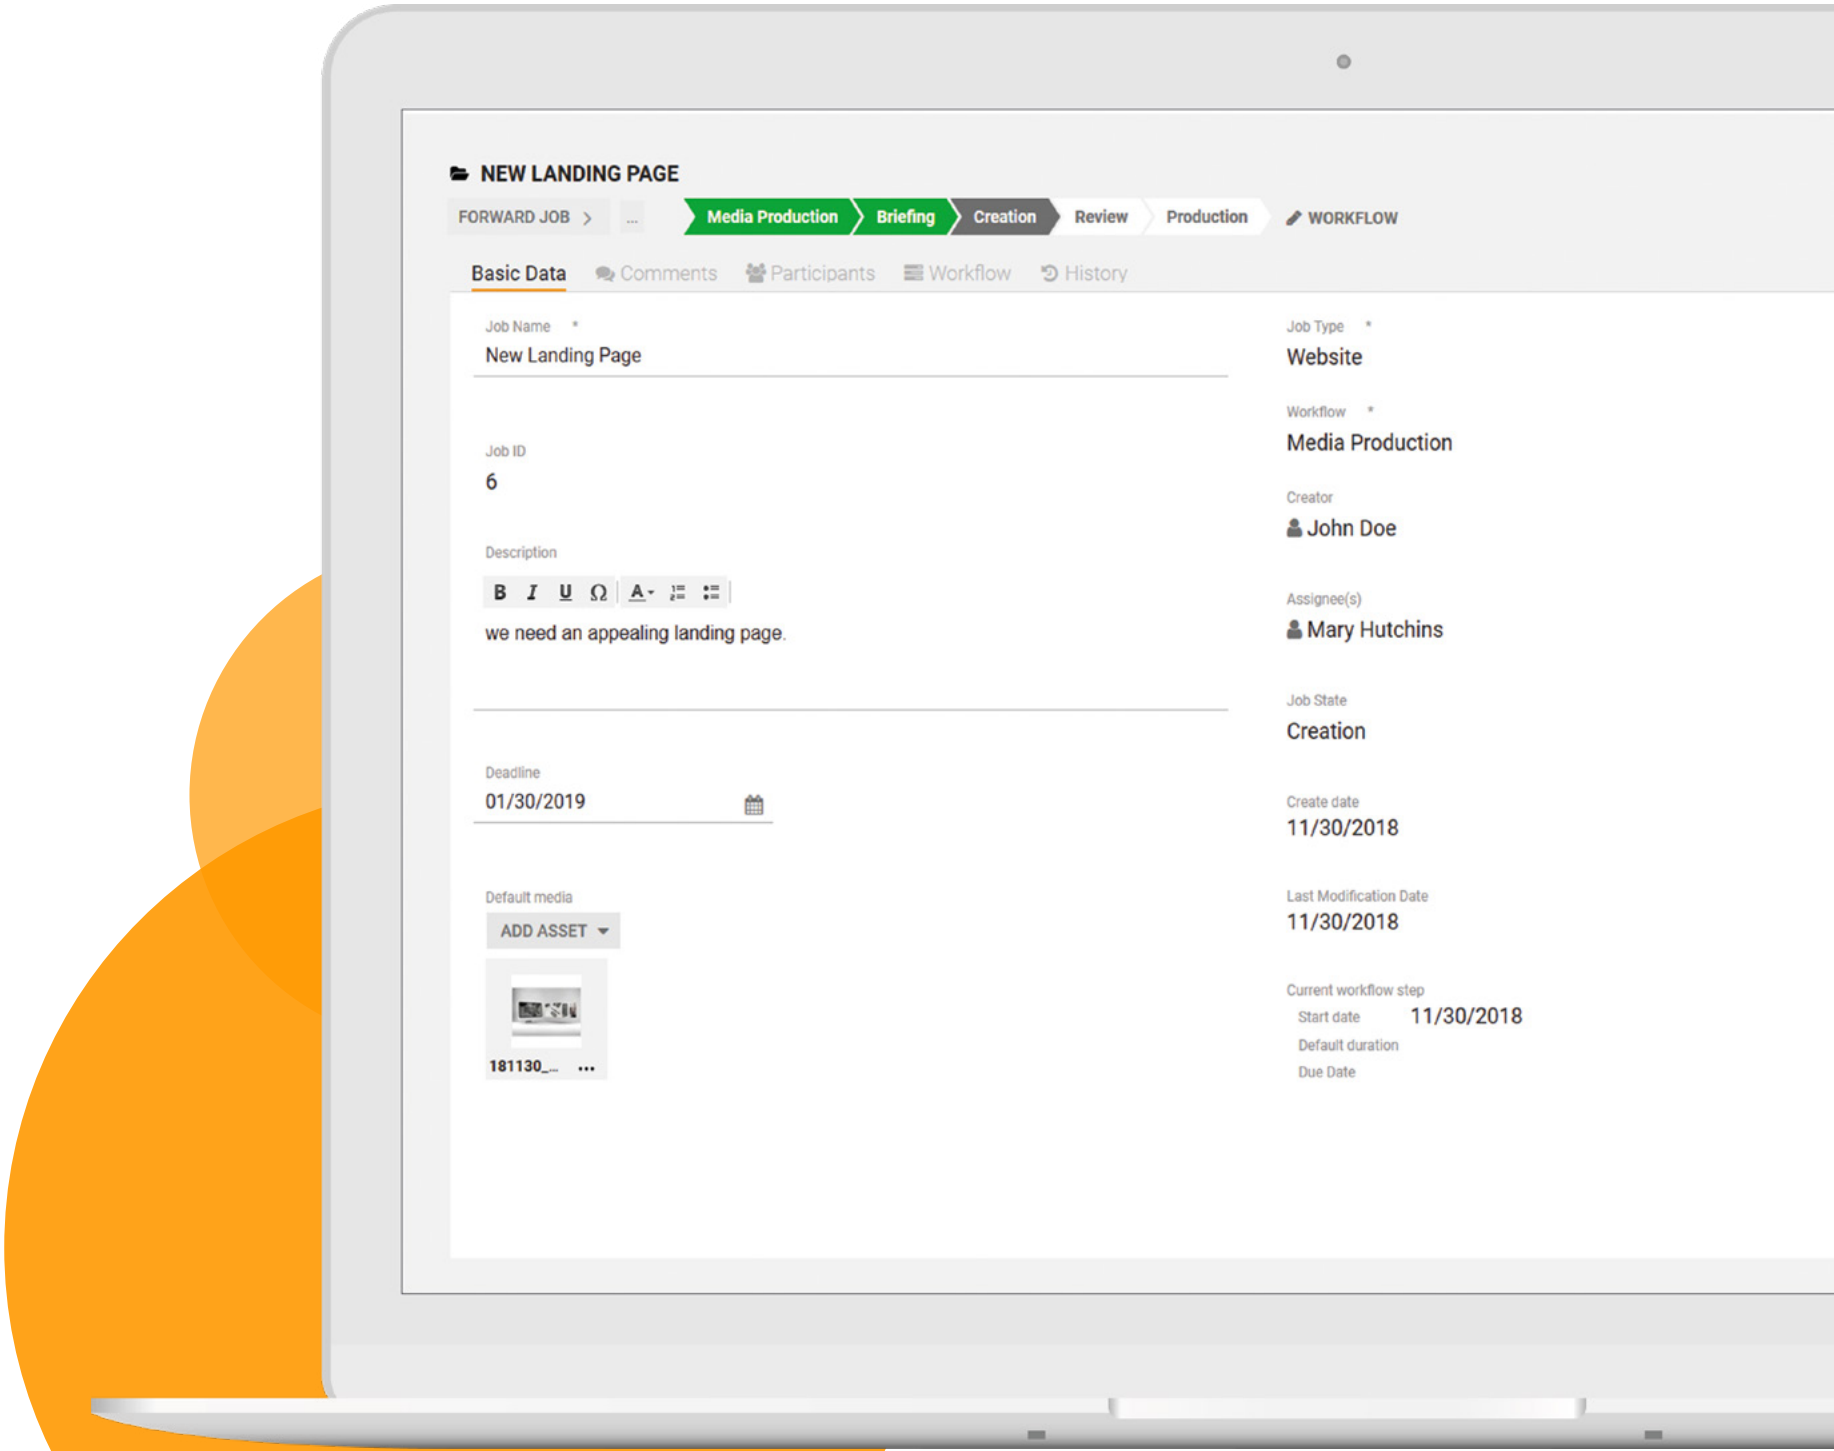 NEW LANDING PAGE
FORWARD JOB > ... Media Production Briefing Creation Review Production WORKFLOW
Basic Data Comments Participants Workflow History
Job Name *
New Landing Page
Job ID
6
Description
B I U Ω A
we need an appealing landing page.
Deadline
01/30/2019
Default media
ADD ASSET
181130_... ...
Job Type *
Website
Workflow *
Media Production
Creator
John Doe
Assignee(s)
Mary Hutchins
Job State
Creation
Create date
11/30/2018
Last Modification Date
11/30/2018
Current workflow step
Start date 11/30/2018
Default duration
Due Date